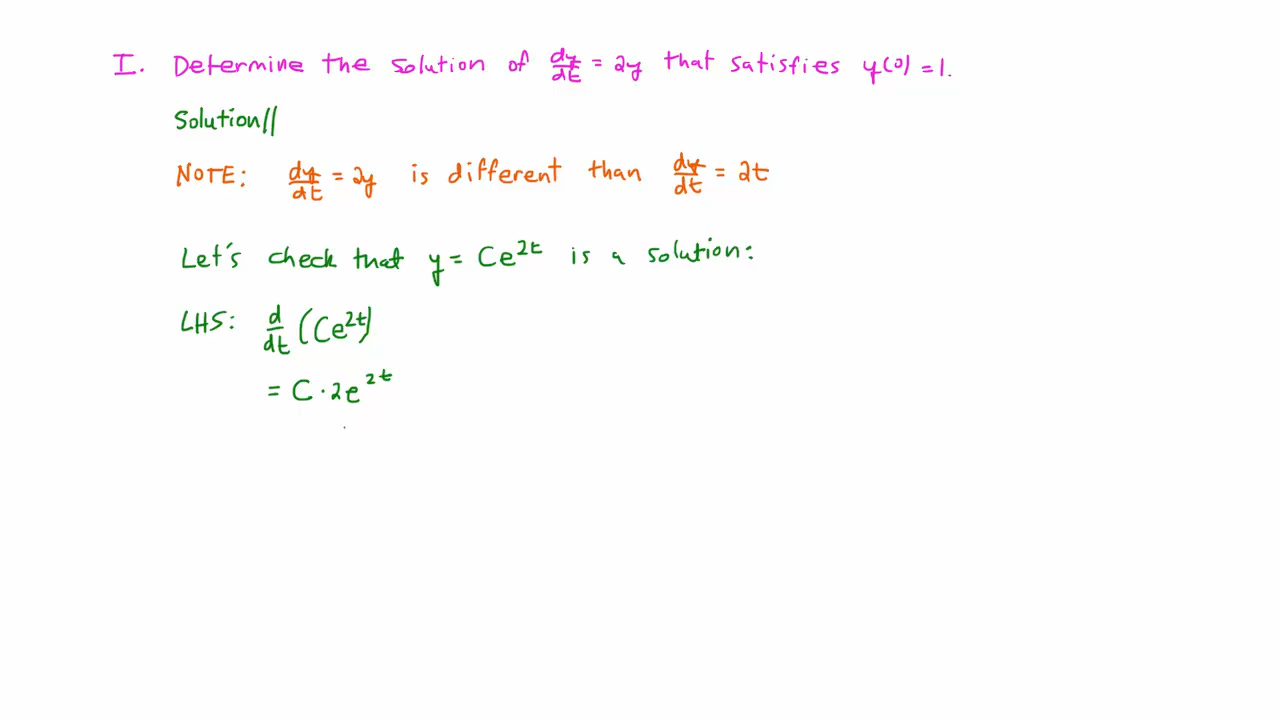 I. Determine the solution of dy/dt = 2y that satisfies y(0) = 1.
Solution//
NOTE: dy/dt = 2y is different than dy/dt = 2t
Let's check that y = Ce^2t is a solution:
LHS: d/dt (Ce^2t)
= C · 2e^2t